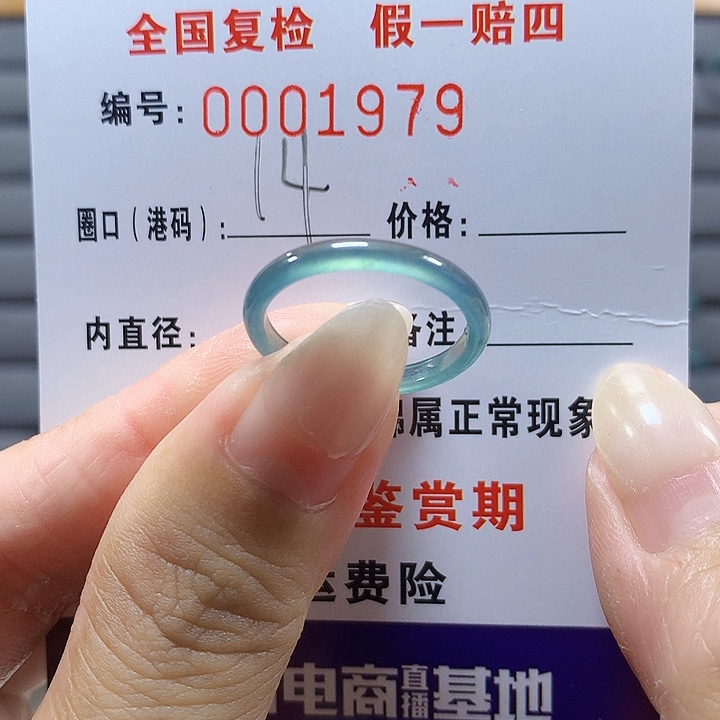 全国复检 假一赔四
编号: 0001979
圈口(港码): 14 价格:
内直径: 备注
属正常现象
鉴赏期
运费险
电商直播基地